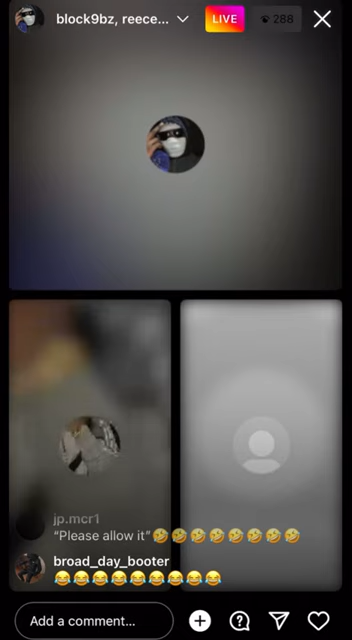 block9bz, reece...
LIVE
288
jp.mcr1
“Please allow it”🤣🤣🤣🤣🤣🤣🤣🤣
broad_day_booter
😂😂😂😂😂😂😂😂😂
Add a comment...